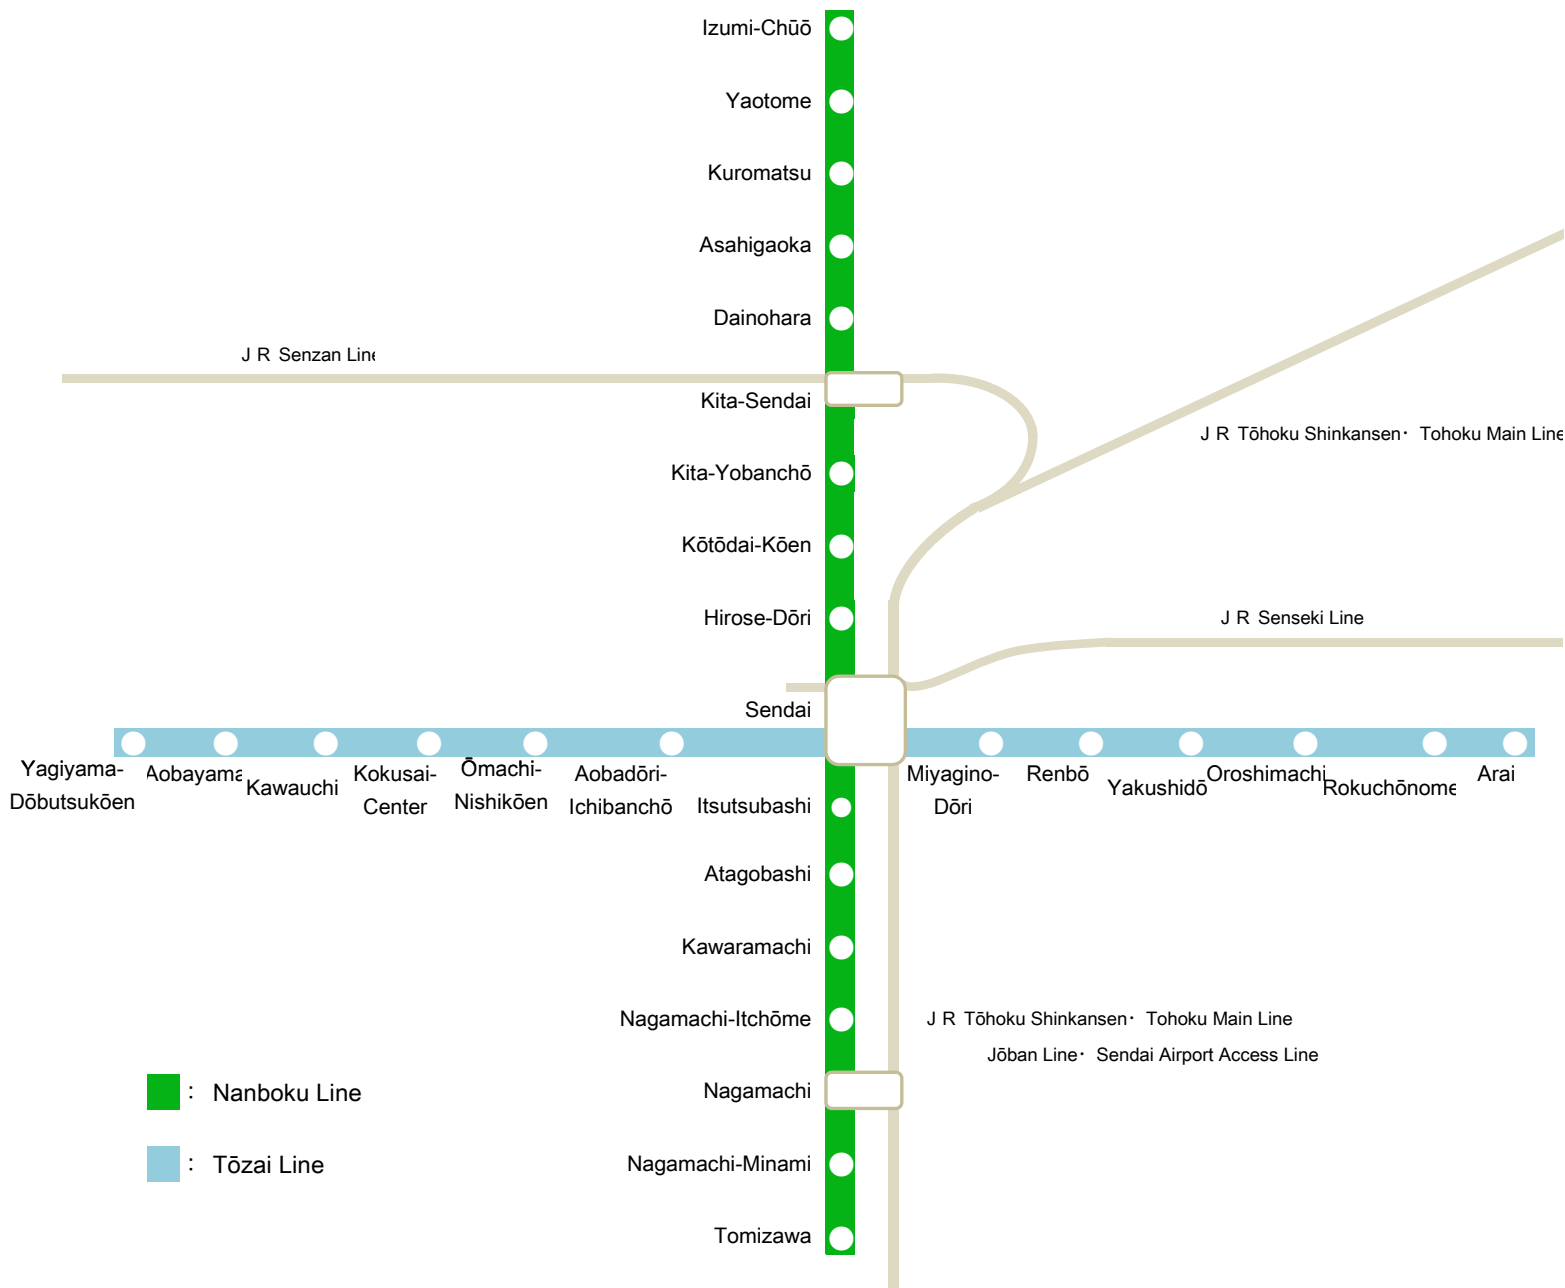 Izumi-Chūō
Yaotome
Kuromatsu
Asahigaoka
Dainohara
J R Senzan Line
Kita-Sendai
J R Tōhoku Shinkansen・ Tohoku Main Line
Kita-Yobanchō
Kōtōdai-Kōen
Hirose-Dōri
J R Senseki Line
Sendai
Yagiyama-
Dōbutsukōen
Aobayama
Kawauchi
Kokusai-
Center
Ōmachi-
Nishikōen
Aobadōri-
Ichibanchō
Miyagino-
Dōri
Renbō
Yakushidō
Oroshimachi
Rokuchōnome
Arai
Itsutsubashi
Atagobashi
Kawaramachi
Nagamachi-Itchōme
J R Tōhoku Shinkansen・ Tohoku Main Line
Jōban Line・ Sendai Airport Access Line
Nagamachi
: Nanboku Line
Nagamachi-Minami
: Tōzai Line
Tomizawa